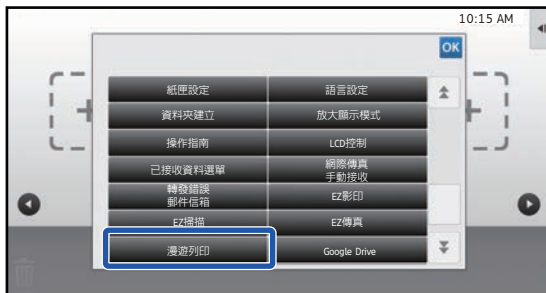 10:15 AM
OK
紙匣設定
語言設定
資料夾建立
放大顯示模式
操作指南
LCD控制
已接收資料選單
網際傳真
手動接收
轉發錯誤
郵件信箱
EZ影印
EZ掃描
EZ傳真
漫遊列印
Google Drive